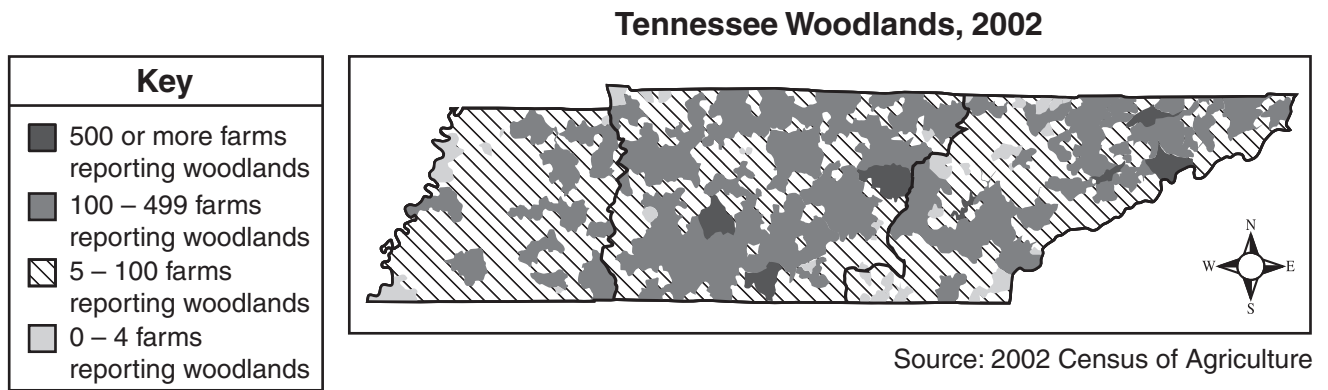 Tennessee Woodlands, 2002
Key
500 or more farms
reporting woodlands
100 – 499 farms
reporting woodlands
5 – 100 farms
reporting woodlands
0 – 4 farms
reporting woodlands
N
W
E
S
Source: 2002 Census of Agriculture